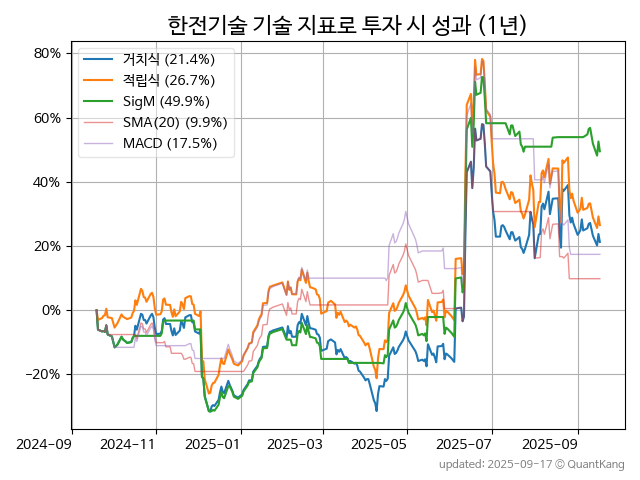 한전기술 기술 지표로 투자 시 성과 (1년)
80%
60%
40%
20%
0%
−20%
거치식 (21.4%)
적립식 (26.7%)
SigM (49.9%)
SMA(20) (9.9%)
MACD (17.5%)
2024-09 2024-11 2025-01 2025-03 2025-05 2025-07 2025-09
updated: 2025-09-17 © QuantKang